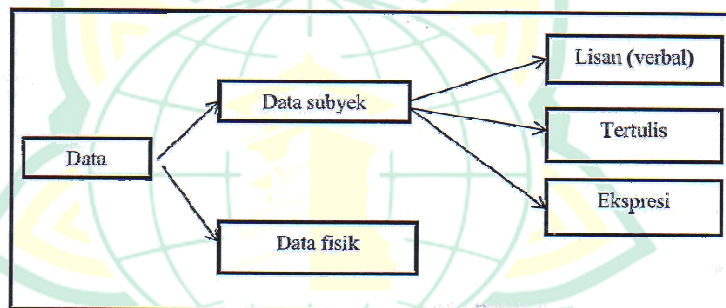 Lisan (verbal)
Data subyek
Tertulis
Data
Ekspresi
Data fisik